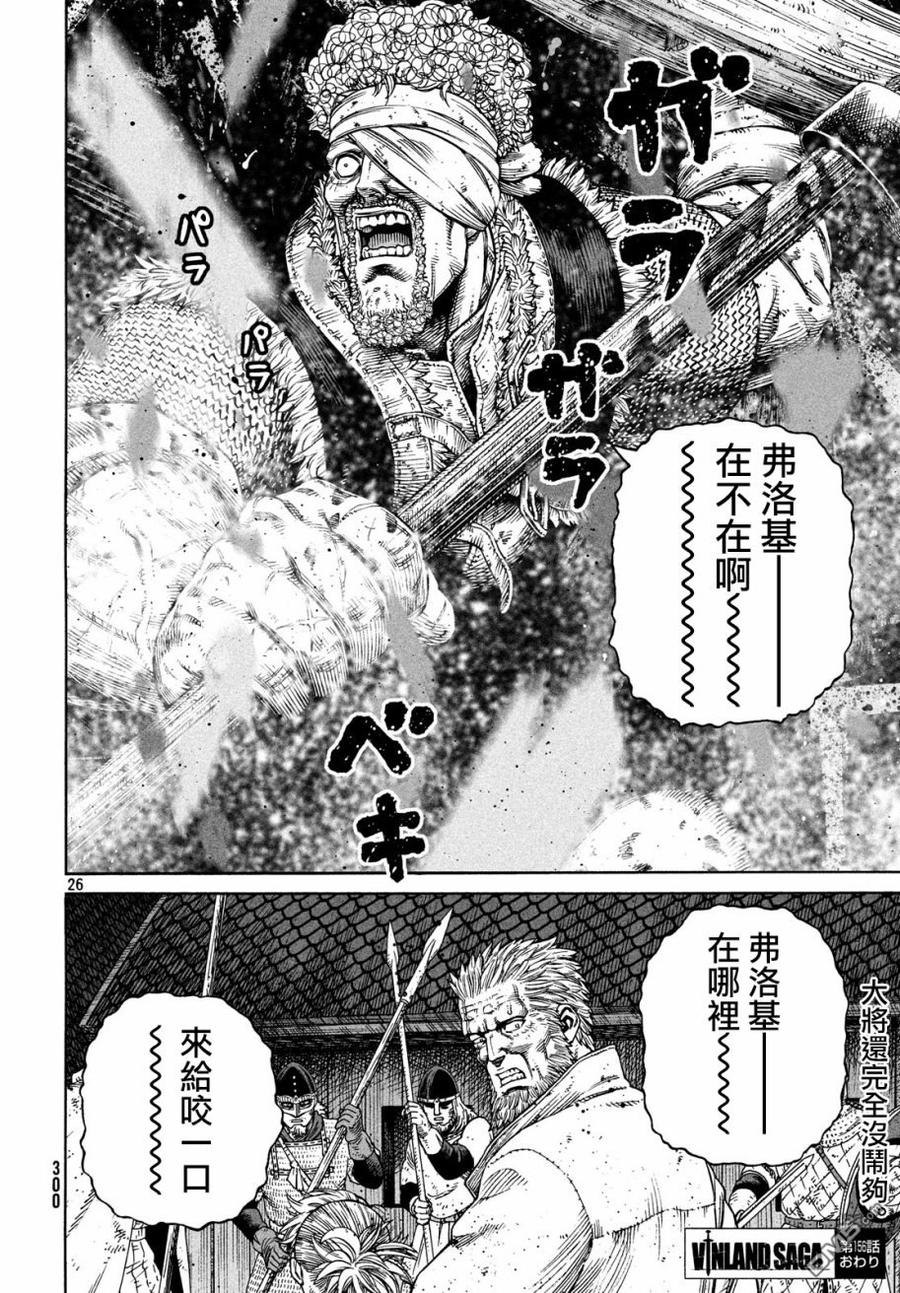 ガラ
ガラ
パラ
パラ
弗洛基——
在不在啊
ベキ
26
弗洛基——
在哪裡
來給咬一口
大將還完全沒鬧夠。
300
VINLAND SAGA
第156話
おわり